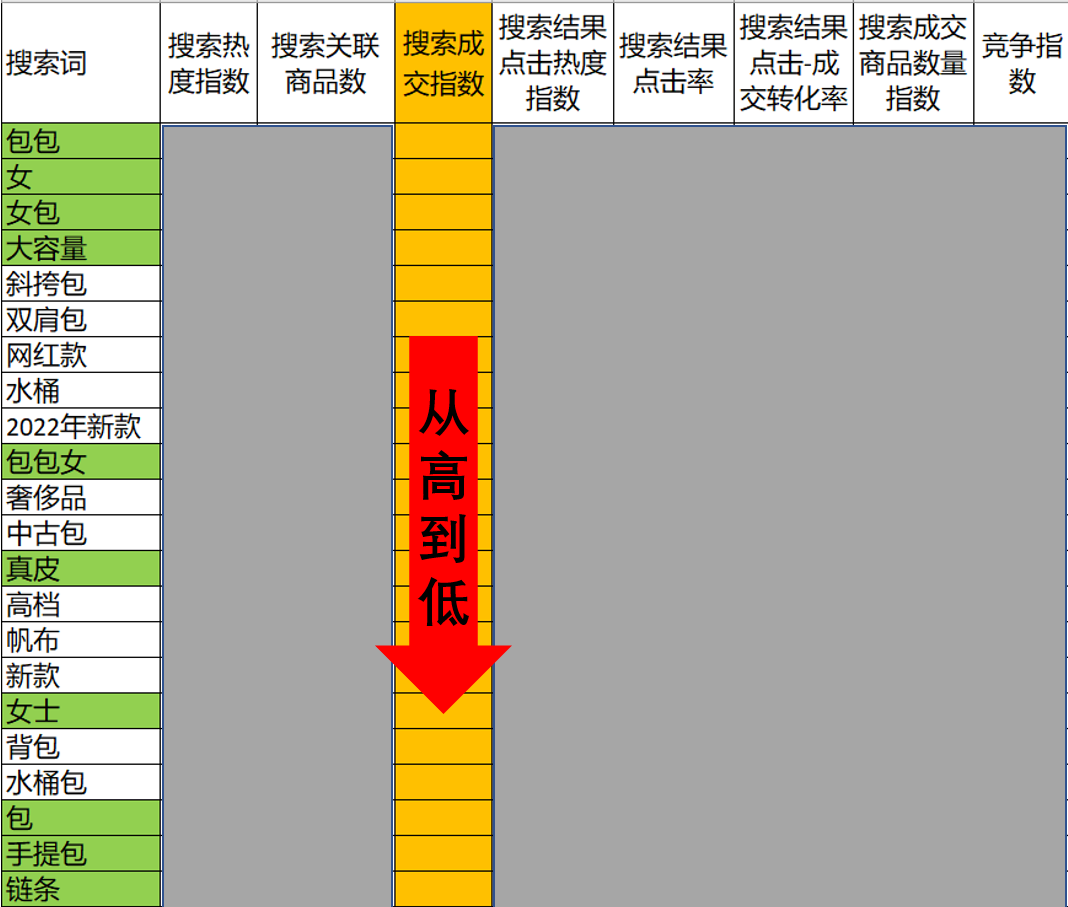 搜索词
搜索热
度指数
搜索关联
商品数
搜索成
交指数
搜索结果
点击热度
指数
搜索结果
点击率
搜索结果
点击-成
交转化率
搜索成交
商品数量
指数
竞争指
数
包包
女
女包
大容量
斜挎包
双肩包
网红款
水桶
2022年新款
包包女
奢侈品
中古包
真皮
高档
帆布
新款
女士
背包
水桶包
包
手提包
链条
从
高
到
低